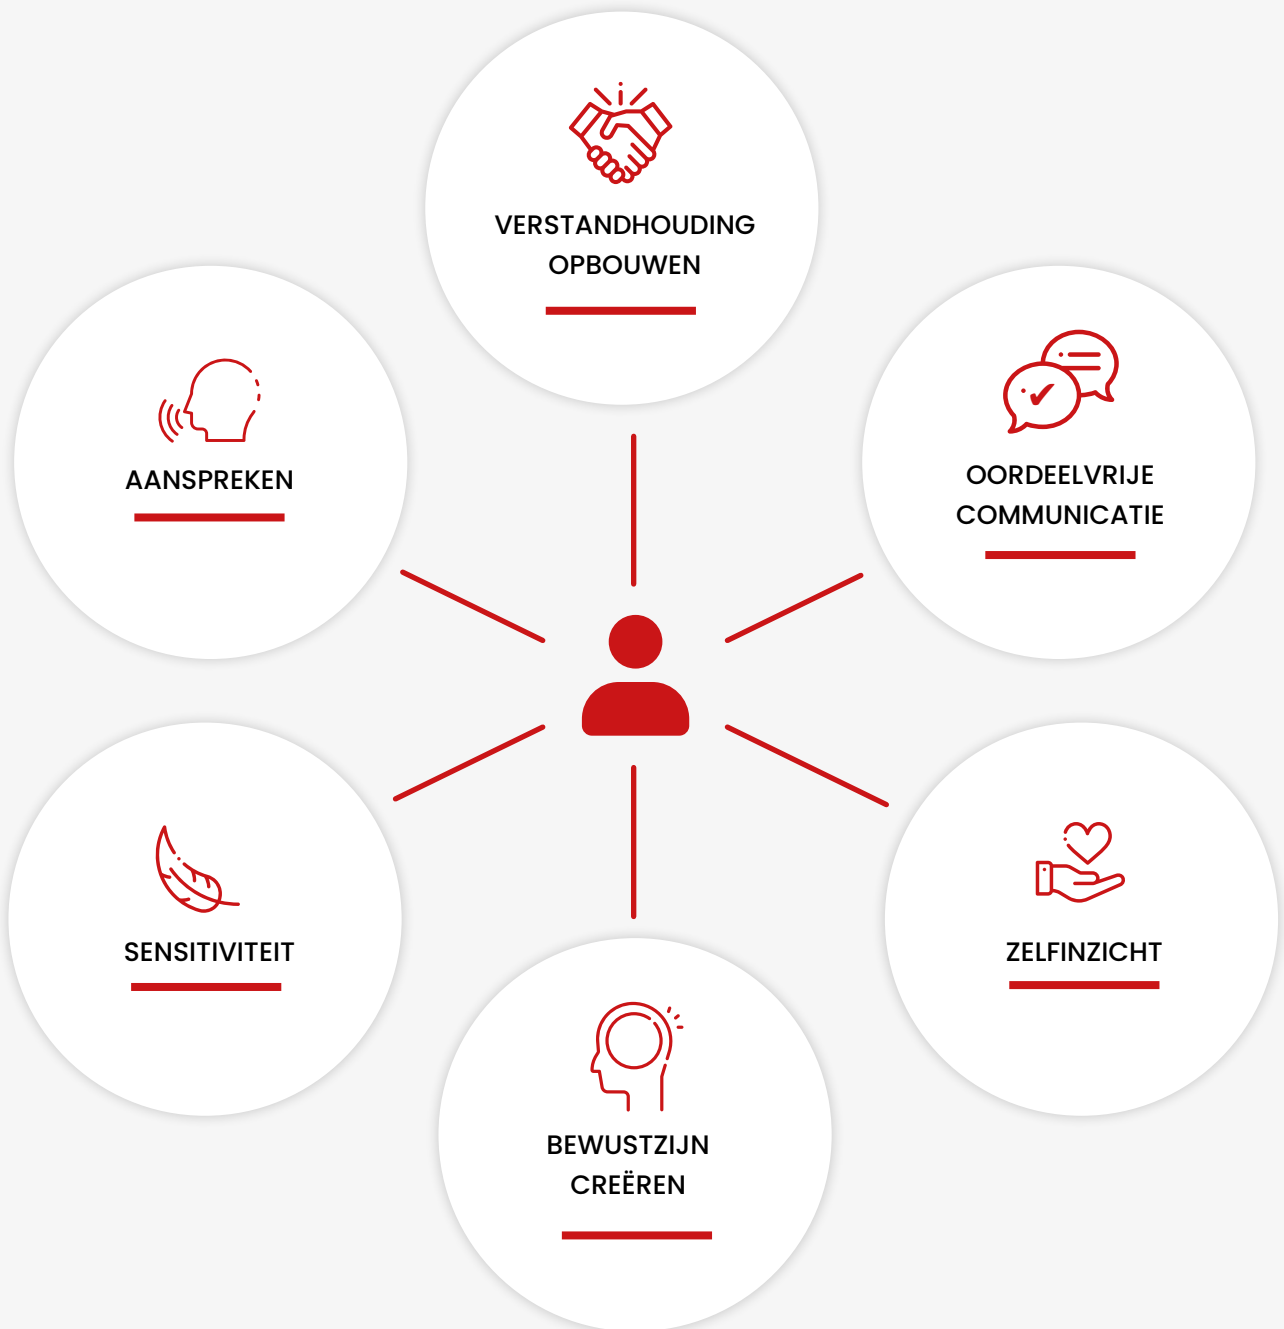 VERSTANDHOUDING
OPBOUWEN
AANSPREKEN
OORDEELVRIJE
COMMUNICATIE
SENSITIVITEIT
ZELFINZICHT
BEWUSTZIJN
CREËREN